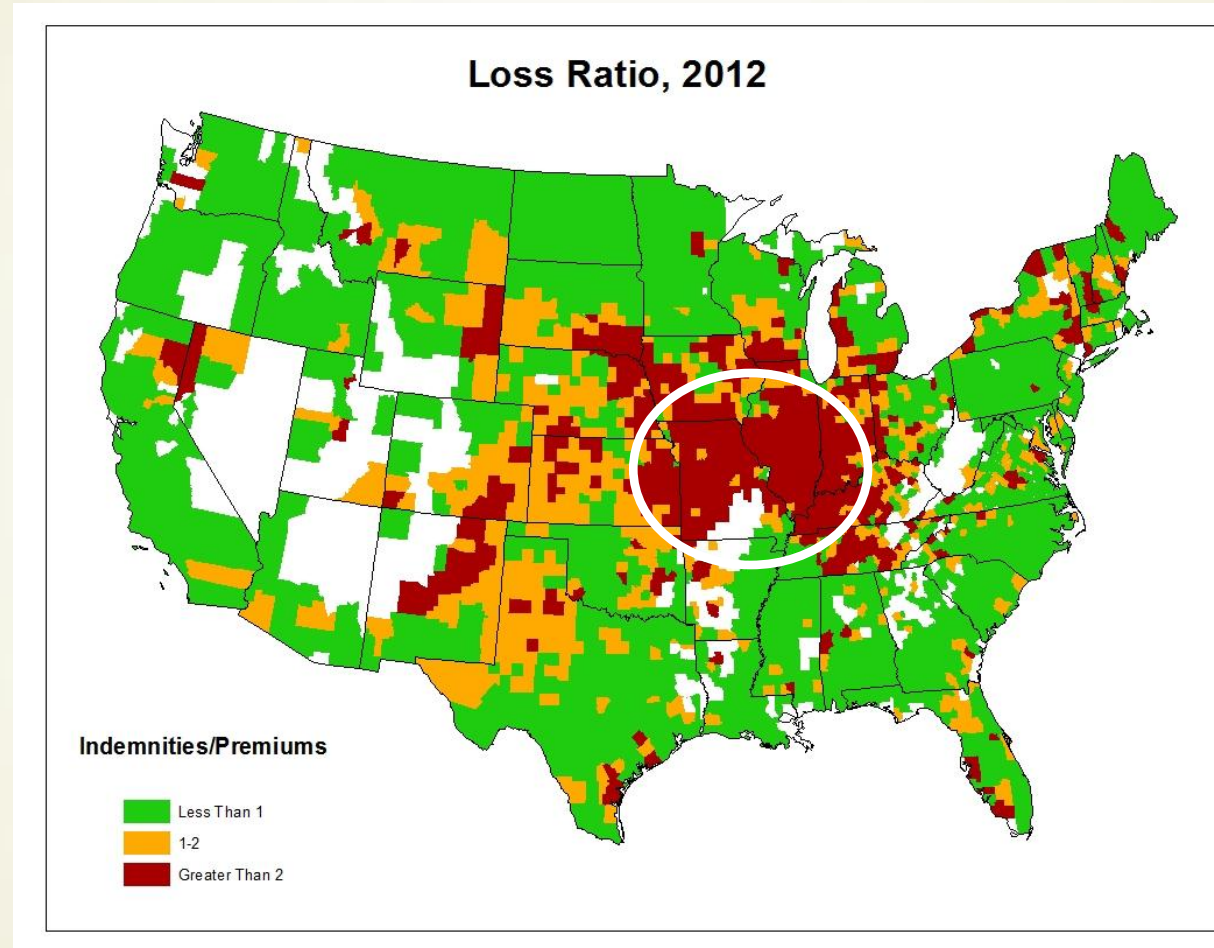 Loss Ratio, 2012
Indemnities/Premiums
Less Than 1
1-2
Greater Than 2